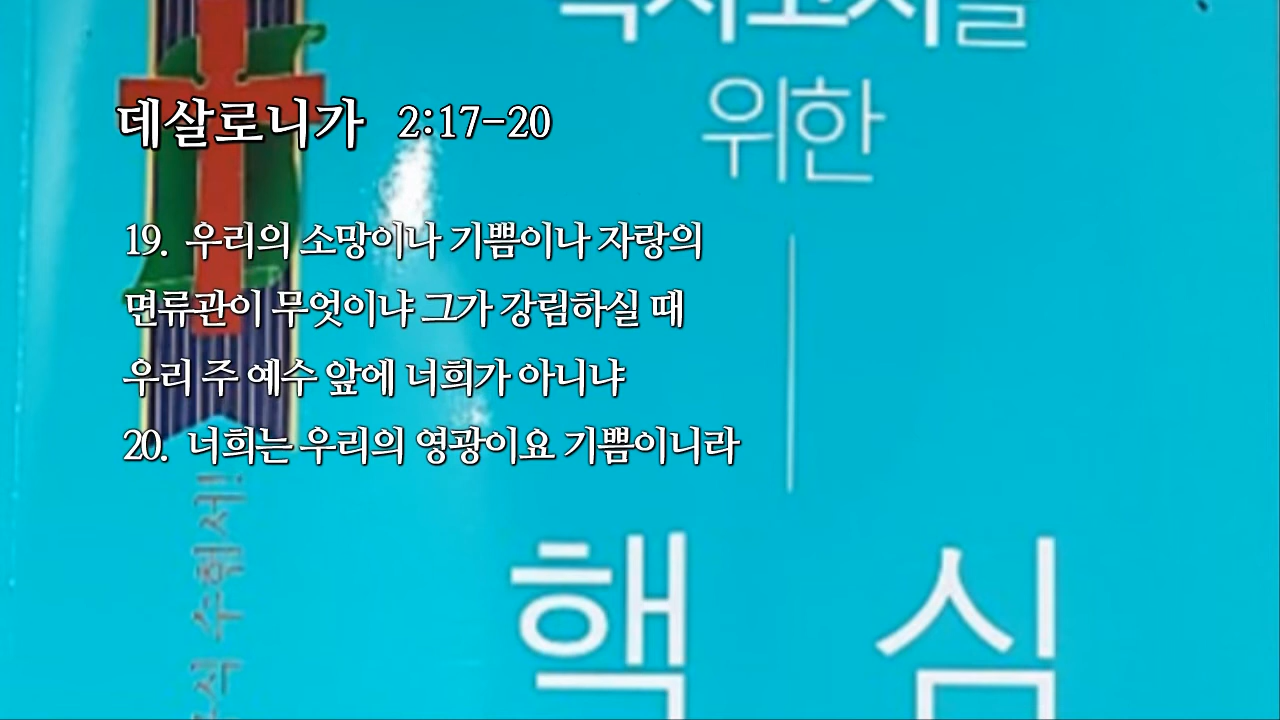 위한
데살로니가 2:17-20
19. 우리의 소망이나 기쁨이나 자랑의
면류관이 무엇이냐 그가 강림하실 때
우리 주 예수 앞에 너희가 아니냐
20. 너희는 우리의 영광이요 기쁨이니라
핵 심